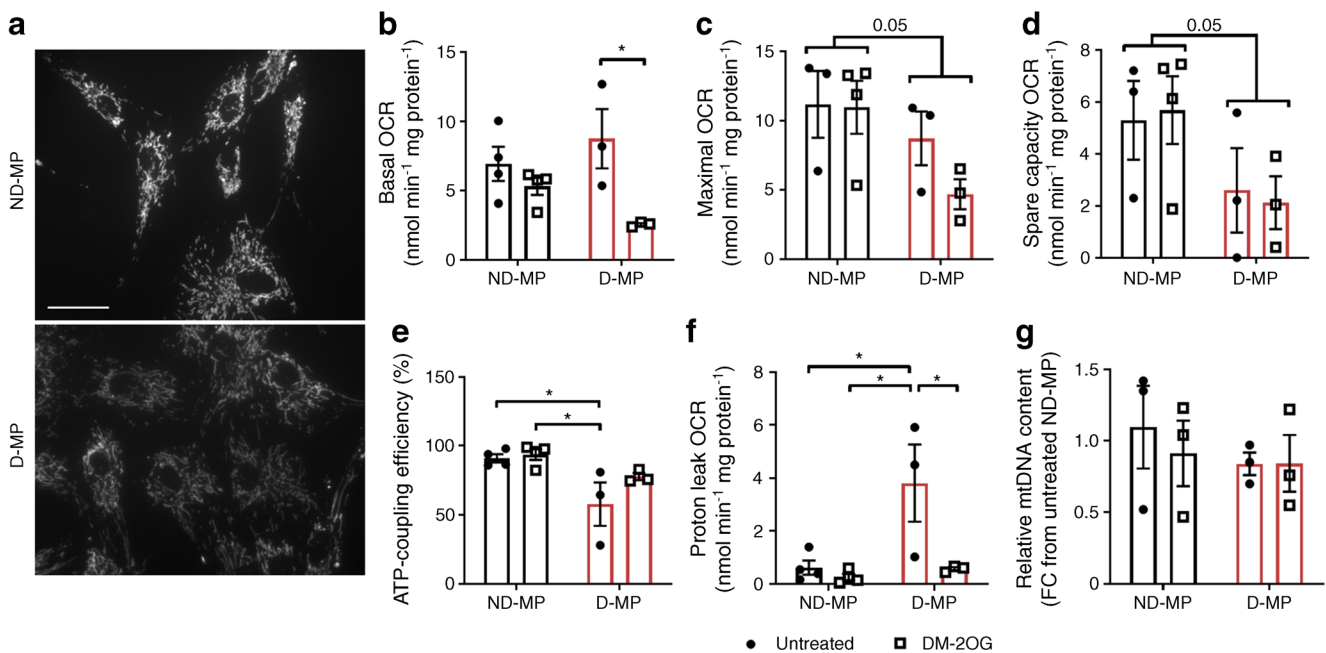 a
ND-MP
D-MP
b
Basal OCR
(nmol min⁻¹ mg protein⁻¹)
15
10
5
0
*
ND-MP
D-MP
c
Maximal OCR
(nmol min⁻¹ mg protein⁻¹)
15
10
5
0
0.05
ND-MP
D-MP
d
Spare capacity OCR
(nmol min⁻¹ mg protein⁻¹)
8
6
4
2
0
0.05
ND-MP
D-MP
e
ATP-coupling efficiency (%)
150
100
50
0
*
*
ND-MP
D-MP
f
Proton leak OCR
(nmol min⁻¹ mg protein⁻¹)
8
6
4
2
0
*
*
*
ND-MP
D-MP
g
Relative mtDNA content
(FC from untreated ND-MP)
1.5
1.0
0.5
0
ND-MP
D-MP
Untreated
DM-2OG